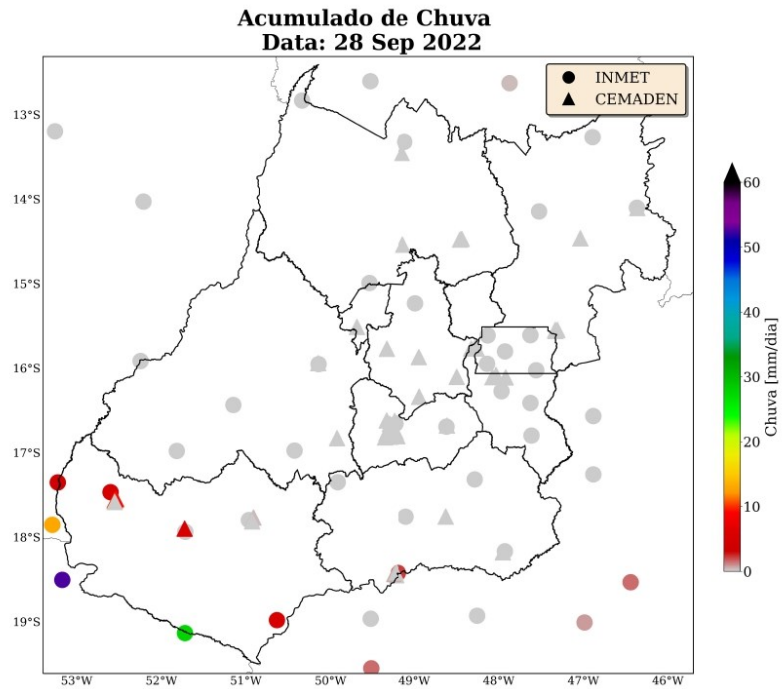 Acumulado de Chuva
Data: 28 Sep 2022
INMET
CEMADEN
13°S
14°S
15°S
16°S
17°S
18°S
19°S
53°W
52°W
51°W
50°W
49°W
48°W
47°W
46°W
60
50
40
30
20
10
0
Chuva [mm/dia]